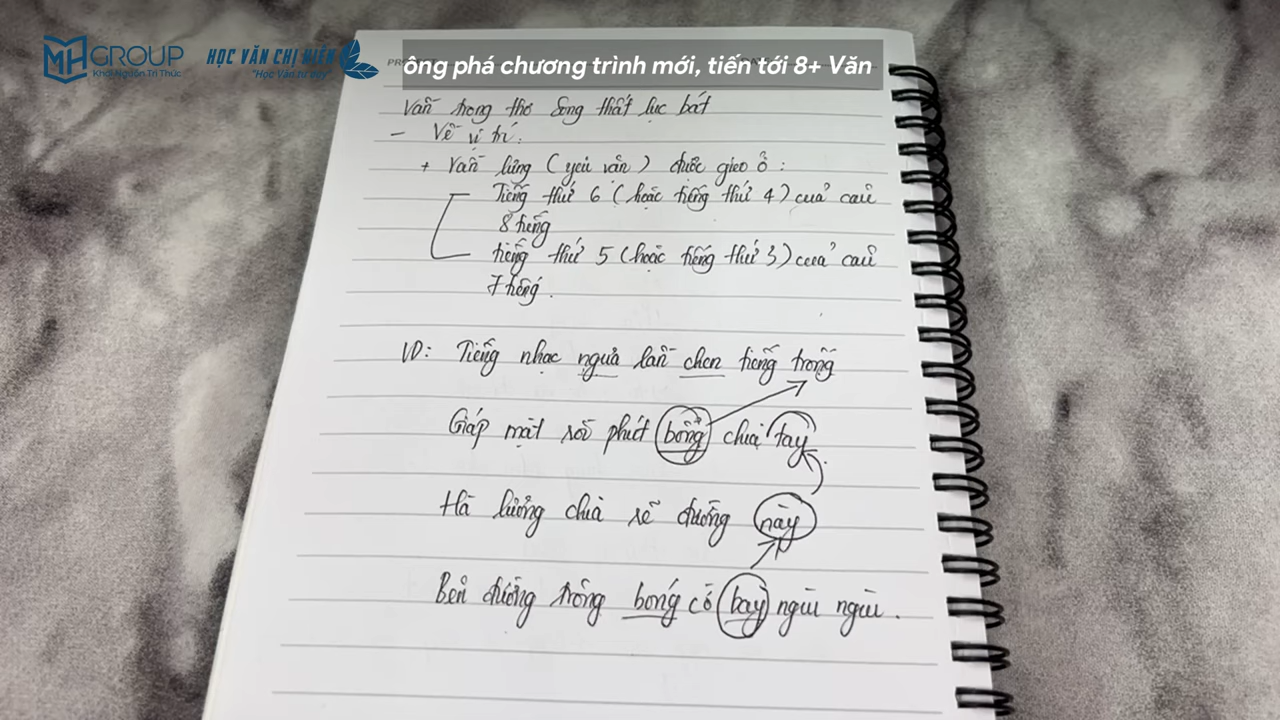 MH GROUP
Khơi Nguồn Tri Thức
HỌC VĂN CHỊ HIÊN
"Học Văn tư duy"
ông phá chương trình mới, tiến tới 8+ Văn
Vần trong thơ song thất lục bát
- Về vị trí:
+ Vần lưng (yêu vần) được gieo ở:
Tiếng thứ 6 (hoặc tiếng thứ 4) của câu
8 tiếng
tiếng thứ 5 (hoặc tiếng thứ 3) của câu
7 tiếng.
VD: Tiếng nhạc ngựa lần chen tiếng trống
Giáp mặt rồi phút bỗng chia tay.
Hà lương chia rẽ đường này
Bên đường trông bóng cờ bay ngùi ngùi.